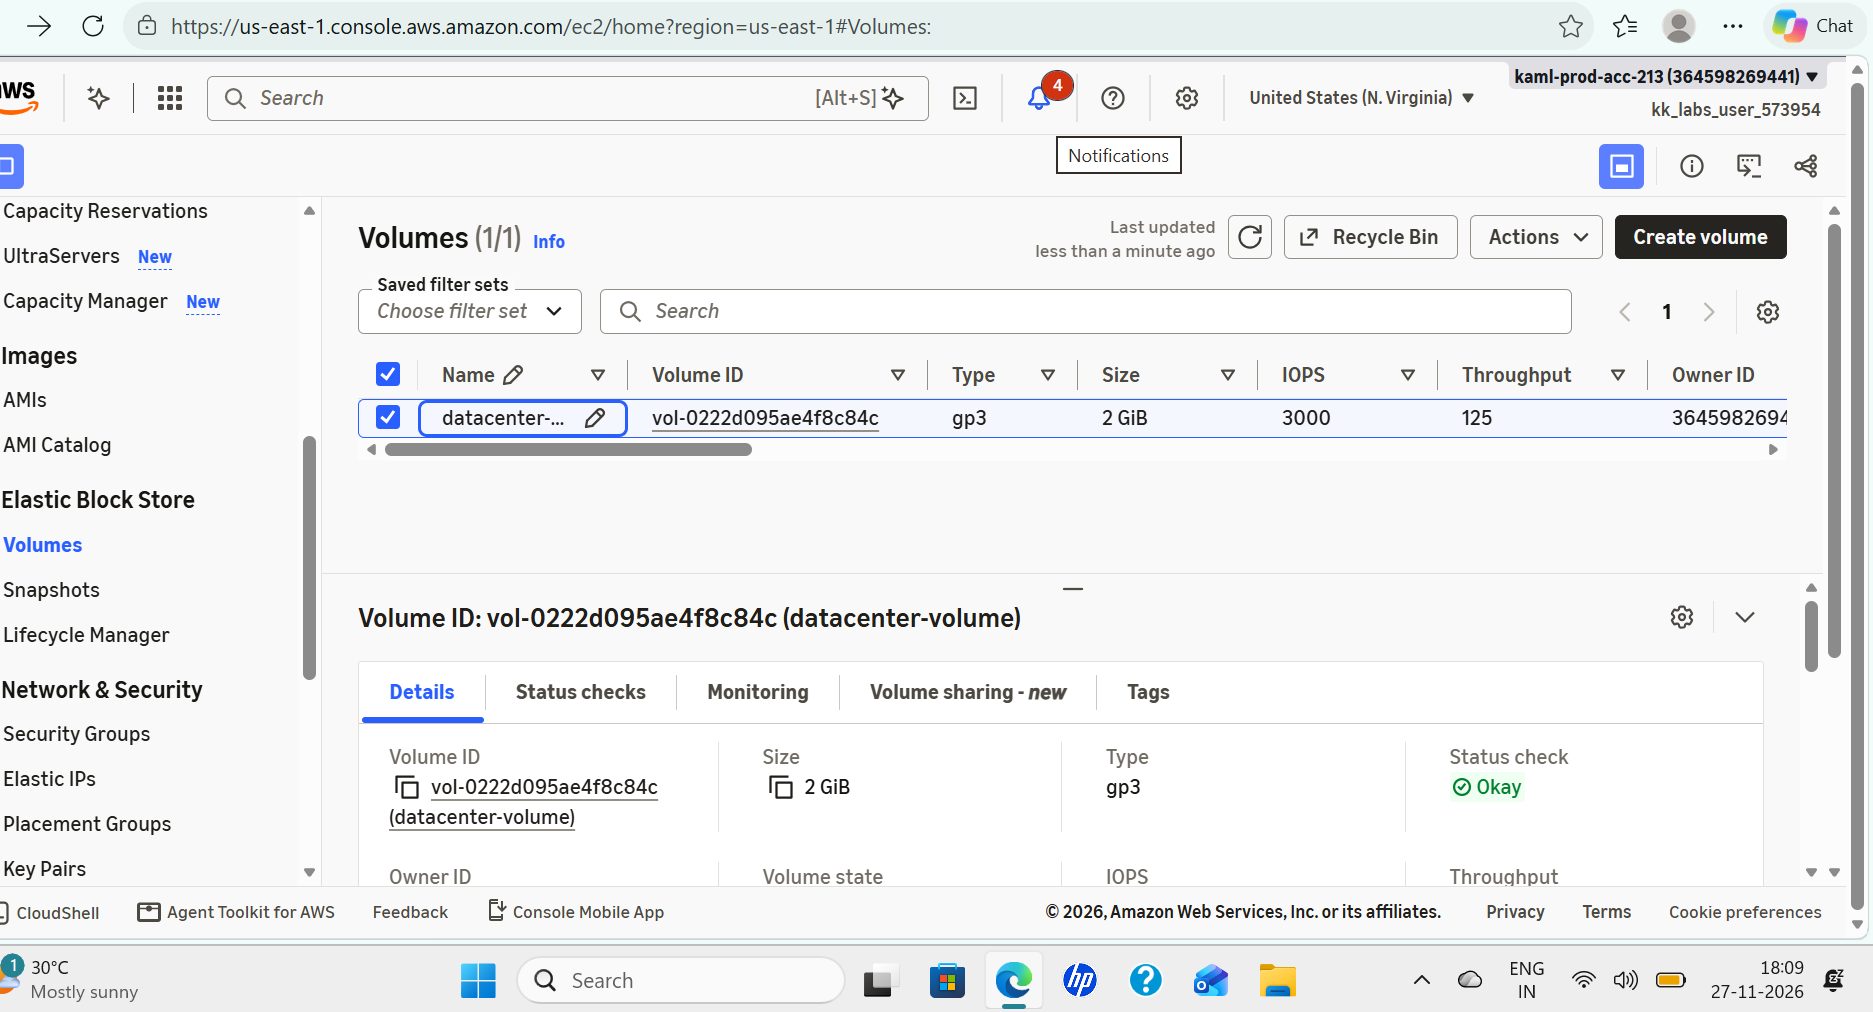 https://us-east-1.console.aws.amazon.com/ec2/home?region=us-east-1#Volumes:
Chat
aws
Search
[Alt+S]
4
United States (N. Virginia)
kaml-prod-acc-213 (364598269441)
kk_labs_user_573954
Notifications
Capacity Reservations
UltraServers New
Capacity Manager New
Images
AMIs
AMI Catalog
Elastic Block Store
Volumes
Snapshots
Lifecycle Manager
Network & Security
Security Groups
Elastic IPs
Placement Groups
Key Pairs
Volumes (1/1) Info
Last updated
less than a minute ago
Recycle Bin
Actions
Create volume
Saved filter sets
Choose filter set
Search
1
Name Volume ID Type Size IOPS Throughput Owner ID
datacenter-... vol-0222d095ae4f8c84c gp3 2 GiB 3000 125 3645982694
Volume ID: vol-0222d095ae4f8c84c (datacenter-volume)
Details Status checks Monitoring Volume sharing - new Tags
Volume ID Size Type Status check
vol-0222d095ae4f8c84c 2 GiB gp3 Okay
(datacenter-volume)
Owner ID Volume state IOPS Throughput
CloudShell Agent Toolkit for AWS Feedback Console Mobile App © 2026, Amazon Web Services, Inc. or its affiliates. Privacy Terms Cookie preferences
1
30°C
Mostly sunny
Search
hp
ENG
IN
18:09
27-11-2026